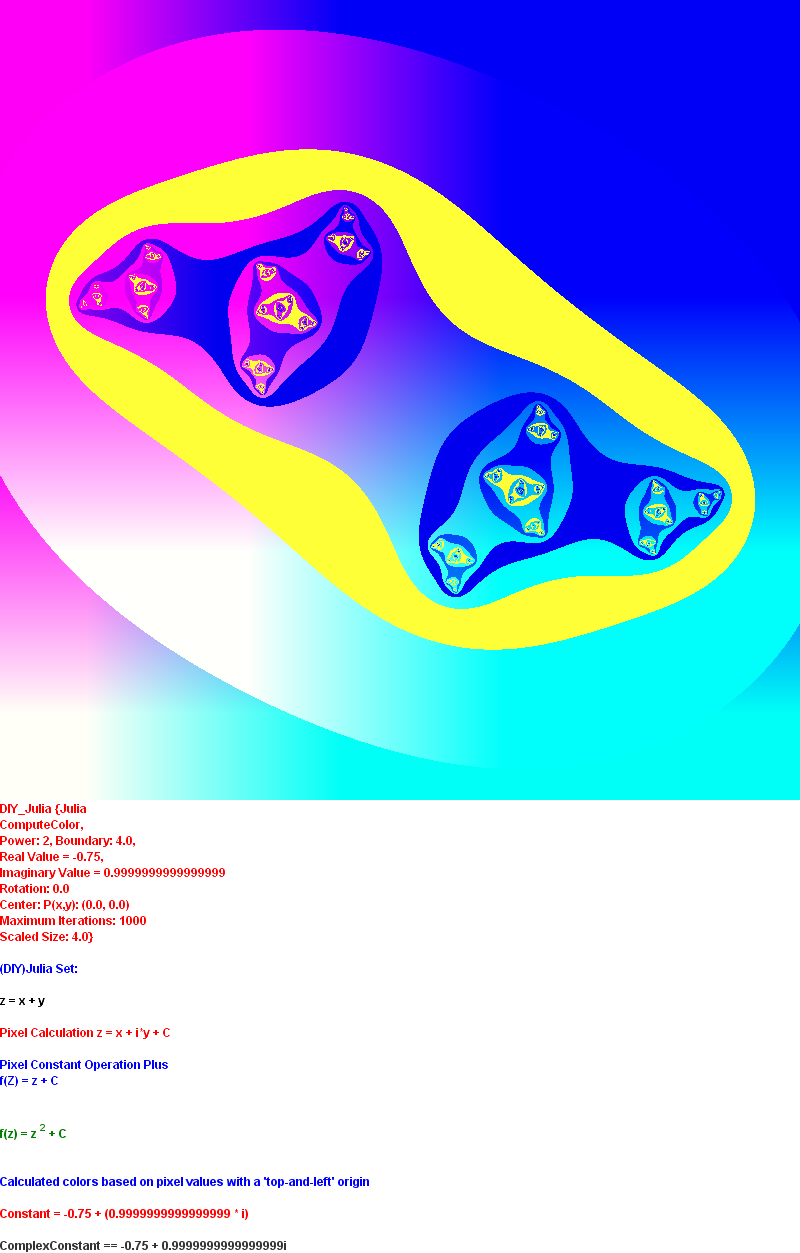 DIY_Julia {Julia
ComputeColor,
Power: 2, Boundary: 4.0,
Real Value = -0.75,
Imaginary Value = 0.9999999999999999
Rotation: 0.0
Center: P(x,y): (0.0, 0.0)
Maximum Iterations: 1000
Scaled Size: 4.0}
(DIY)Julia Set:
z = x + y
Pixel Calculation z = x + i*y + C
Pixel Constant Operation Plus
f(Z) = z + C
f(z) = z 2 + C
Calculated colors based on pixel values with a 'top-and-left' origin
Constant = -0.75 + (0.9999999999999999 * i)
ComplexConstant == -0.75 + 0.9999999999999999i